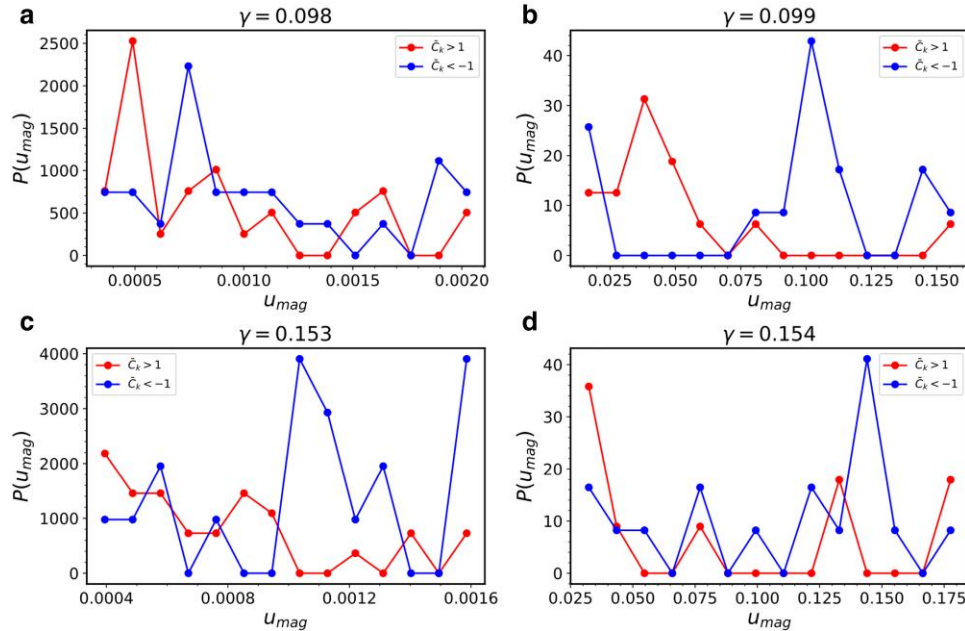 a
γ = 0.098
P(u_mag)
2500
2000
1500
1000
500
0
C̄_k > 1
C̄_k < −1
0.0005 0.0010 0.0015 0.0020
u_mag
b
γ = 0.099
P(u_mag)
40
30
20
10
0
C̄_k > 1
C̄_k < −1
0.025 0.050 0.075 0.100 0.125 0.150
u_mag
c
γ = 0.153
P(u_mag)
4000
3000
2000
1000
0
C̄_k > 1
C̄_k < −1
0.0004 0.0008 0.0012 0.0016
u_mag
d
γ = 0.154
P(u_mag)
40
30
20
10
0
C̄_k > 1
C̄_k < −1
0.025 0.050 0.075 0.100 0.125 0.150 0.175
u_mag